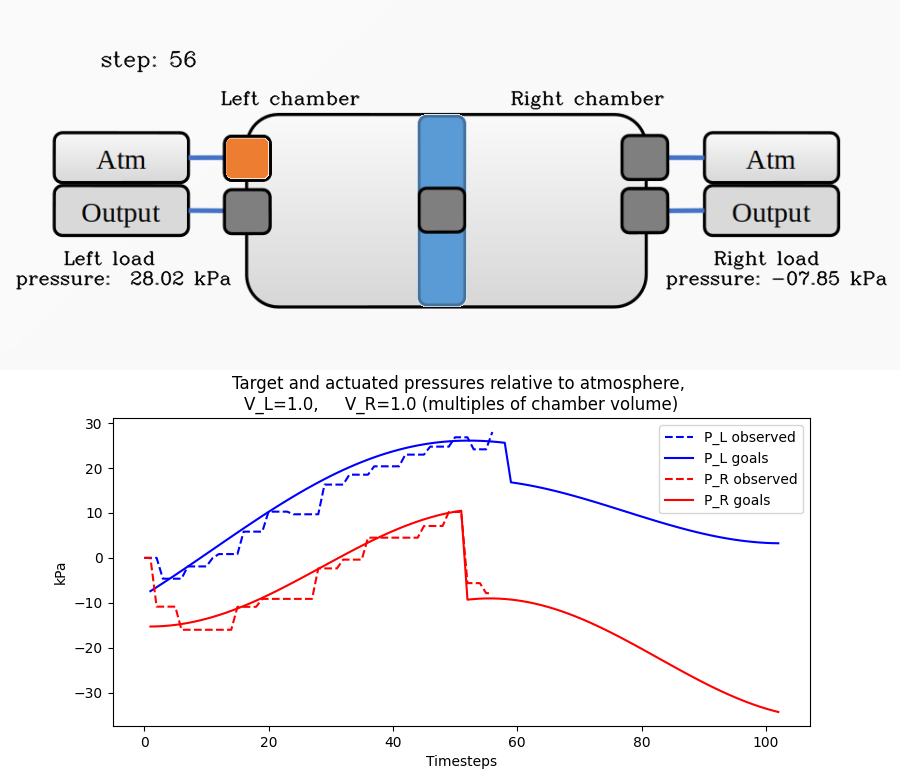 step: 56
Left chamber
Right chamber
Atm
Output
Atm
Output
Left load
pressure:  28.02 kPa
Right load
pressure: −07.85 kPa
Target and actuated pressures relative to atmosphere,
V_L=1.0,     V_R=1.0 (multiples of chamber volume)
30
20
10
0
−10
−20
−30
kPa
P_L observed
P_L goals
P_R observed
P_R goals
0 20 40 60 80 100
Timesteps